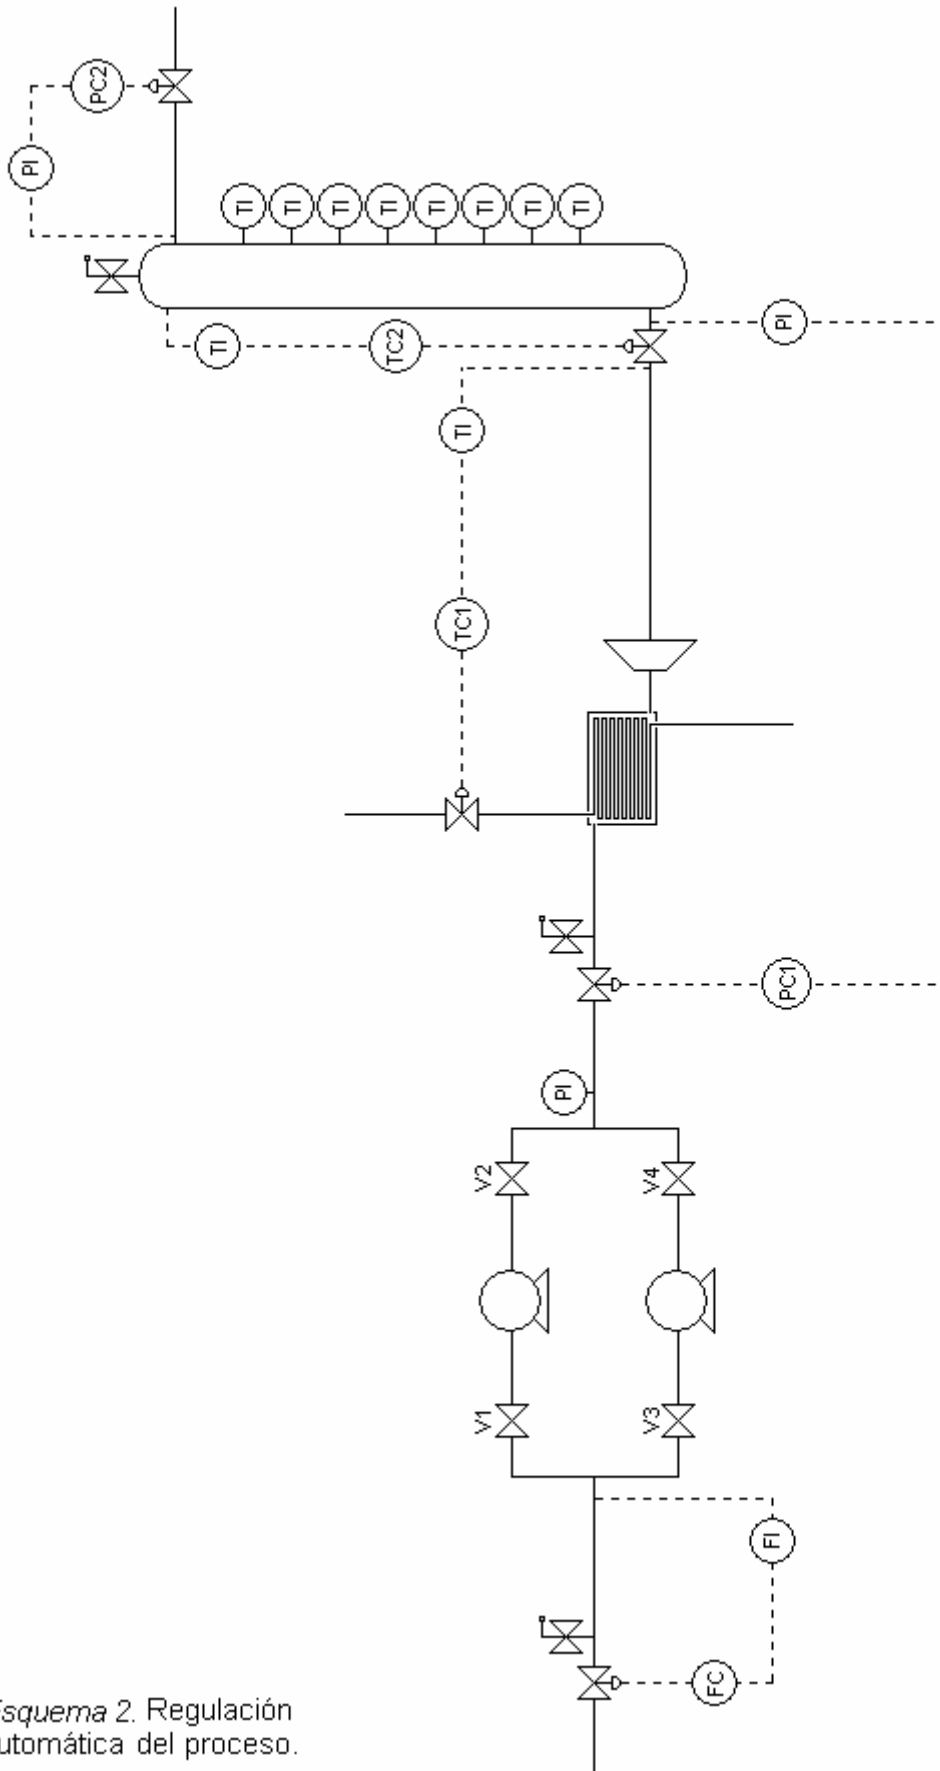 PC2
PI
TI
TI
TI
TI
TI
TI
TI
TI
PI
TI
TC2
TI
TC1
PC1
PI
V2
V4
V1
V3
FI
FC
squema 2. Regulación
utomática del proceso.